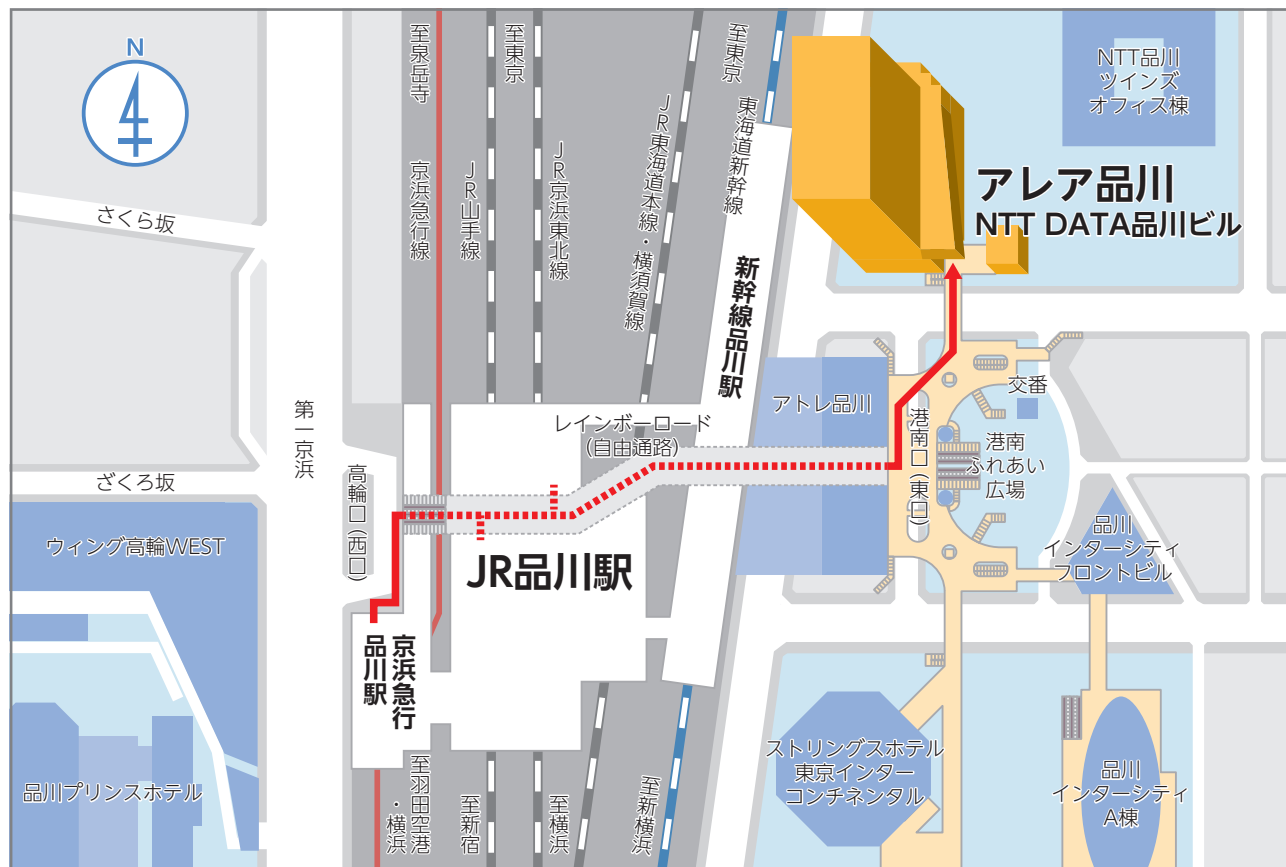 N
至泉岳寺
至東京
至東京
NTT品川
ツインズ
オフィス棟
京浜急行線
JR山手線
JR京浜東北線
JR東海道本線・横須賀線
東海道新幹線
アレア品川
NTT DATA品川ビル
さくら坂
新幹線品川駅
第一京浜
アトレ品川
交番
レインボーロード
(自由通路)
港南口(東口)
港南
ふれあい
広場
ざくろ坂
高輪口(西口)
ウィング高輪WEST
JR品川駅
品川
インターシティ
フロントビル
京浜急行
品川駅
ストリングスホテル
東京インター
コンチネンタル
品川
インターシティ
A棟
品川プリンスホテル
至羽田空港
・横浜
至新宿
至横浜
至新横浜